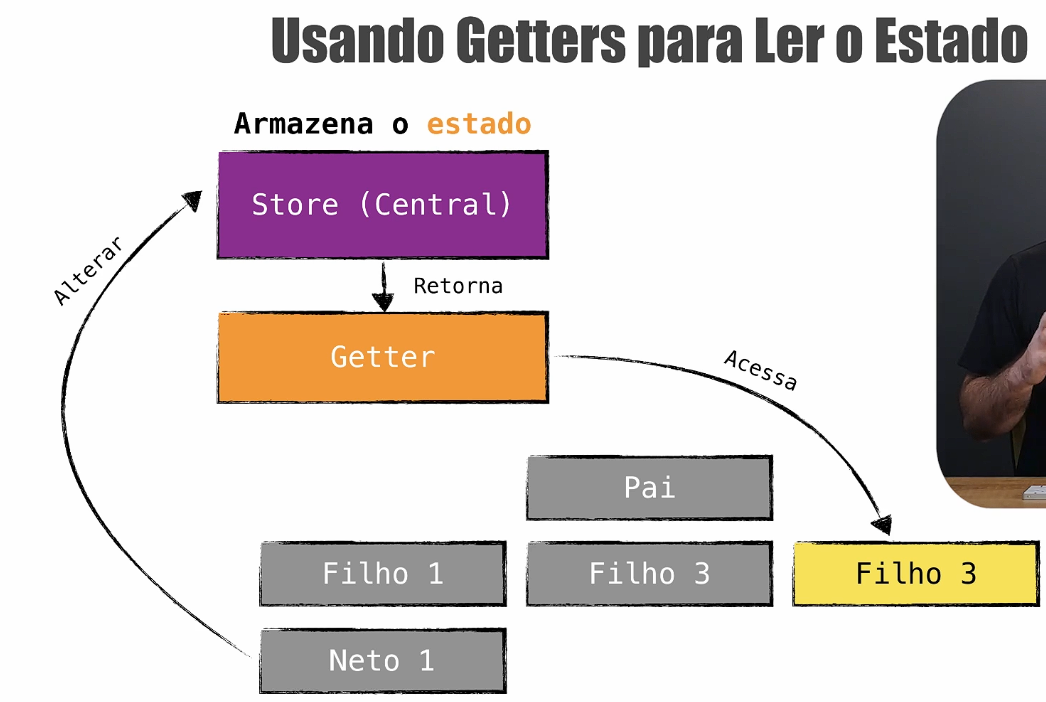 Usando Getters para Ler o Estado
Armazena o estado
Store (Central)
Alterar
Retorna
Getter
Acessa
Pai
Filho 1
Filho 3
Filho 3
Neto 1